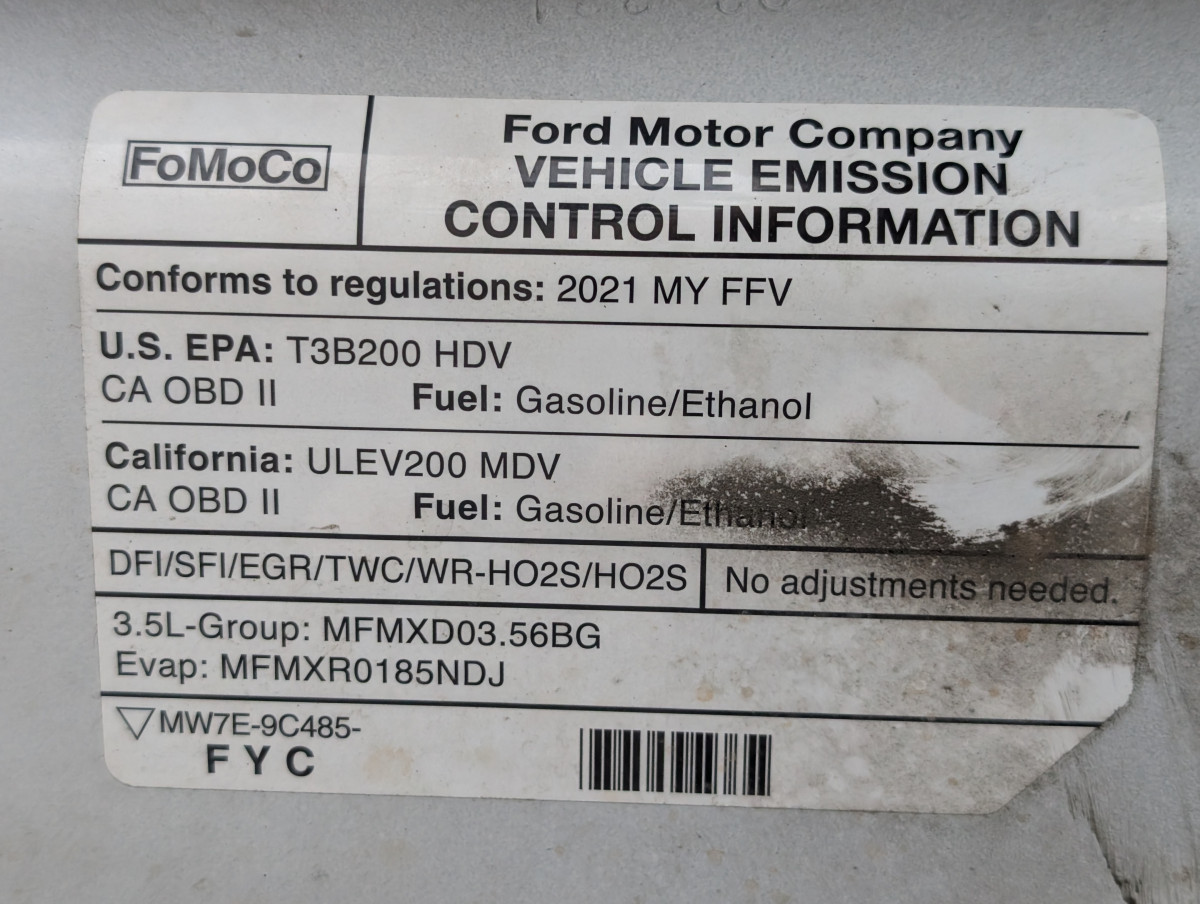 FoMoCo
Ford Motor Company
VEHICLE EMISSION
CONTROL INFORMATION
Conforms to regulations: 2021 MY FFV
U.S. EPA: T3B200 HDV
CA OBD II Fuel: Gasoline/Ethanol
California: ULEV200 MDV
CA OBD II Fuel: Gasoline/Ethanol
DFI/SFI/EGR/TWC/WR-HO2S/HO2S No adjustments needed.
3.5L-Group: MFMXD03.56BG
Evap: MFMXR0185NDJ
MW7E-9C485-
F Y C